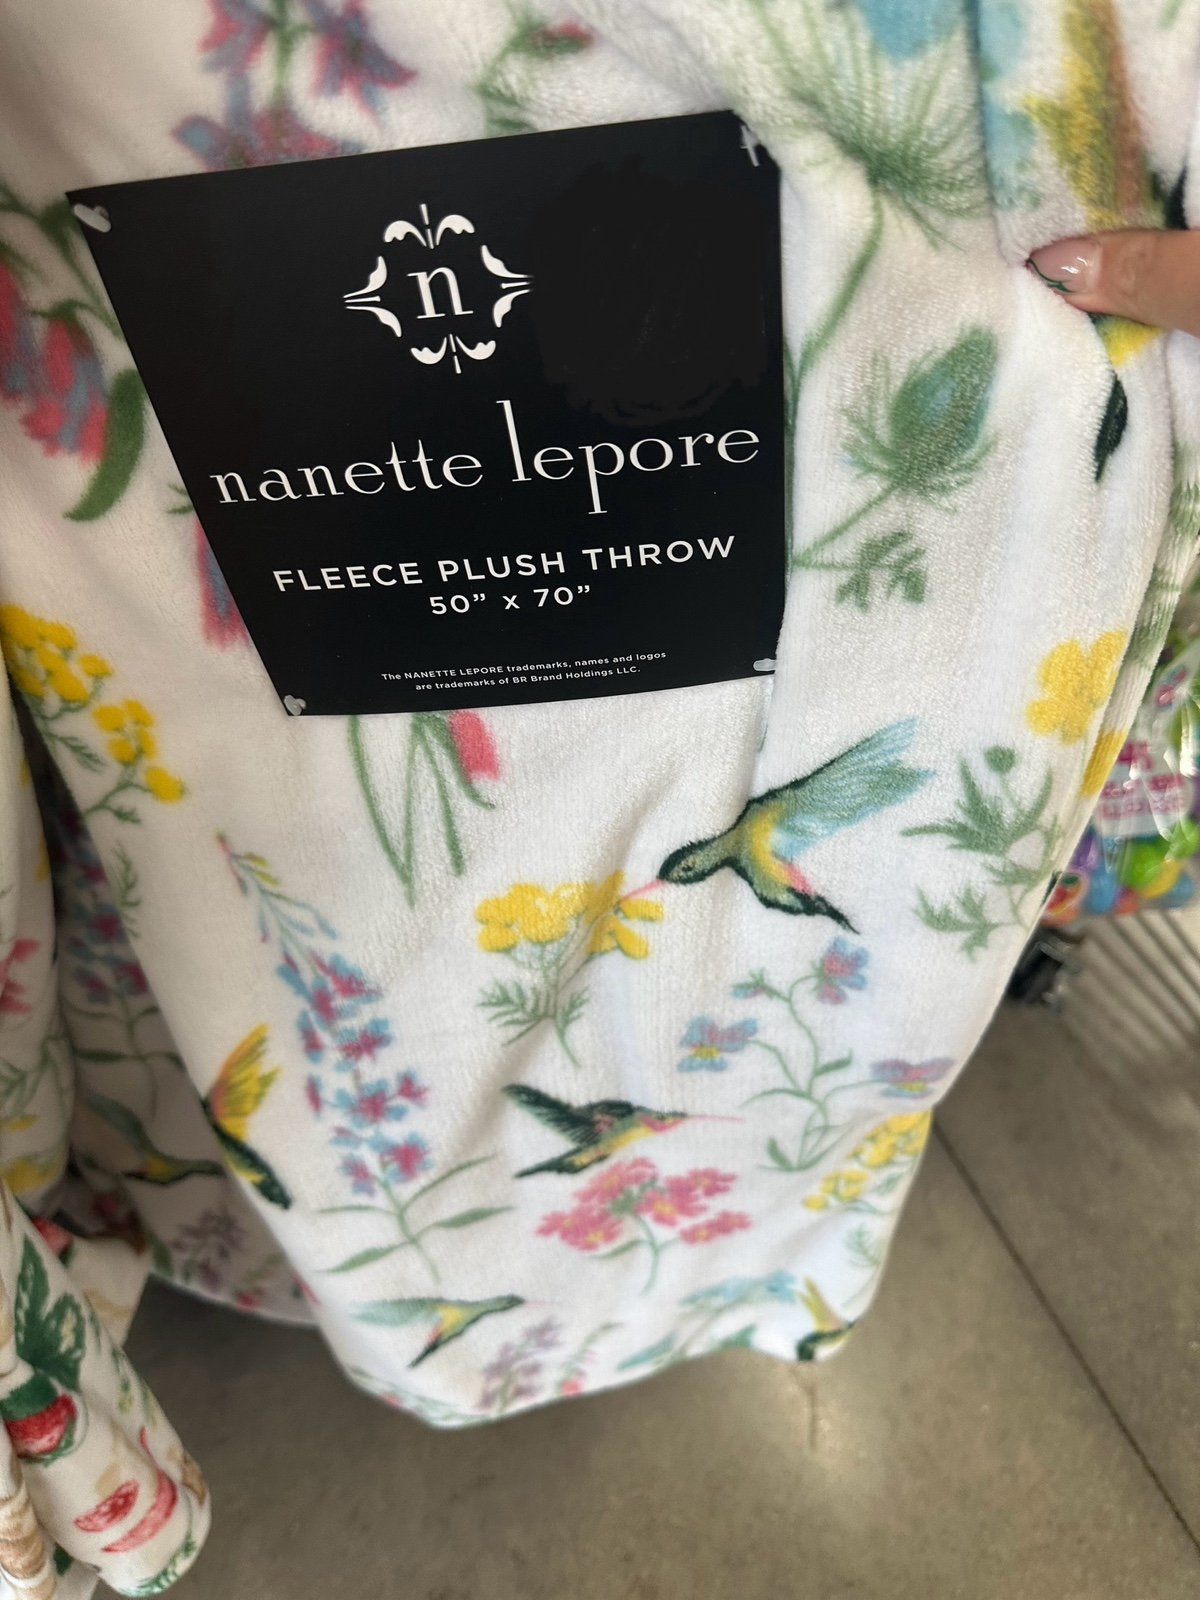 n
nanette lepore
FLEECE PLUSH THROW
50” x 70”
The NANETTE LEPORE trademarks, names and logos
are trademarks of BR Brand Holdings LLC.